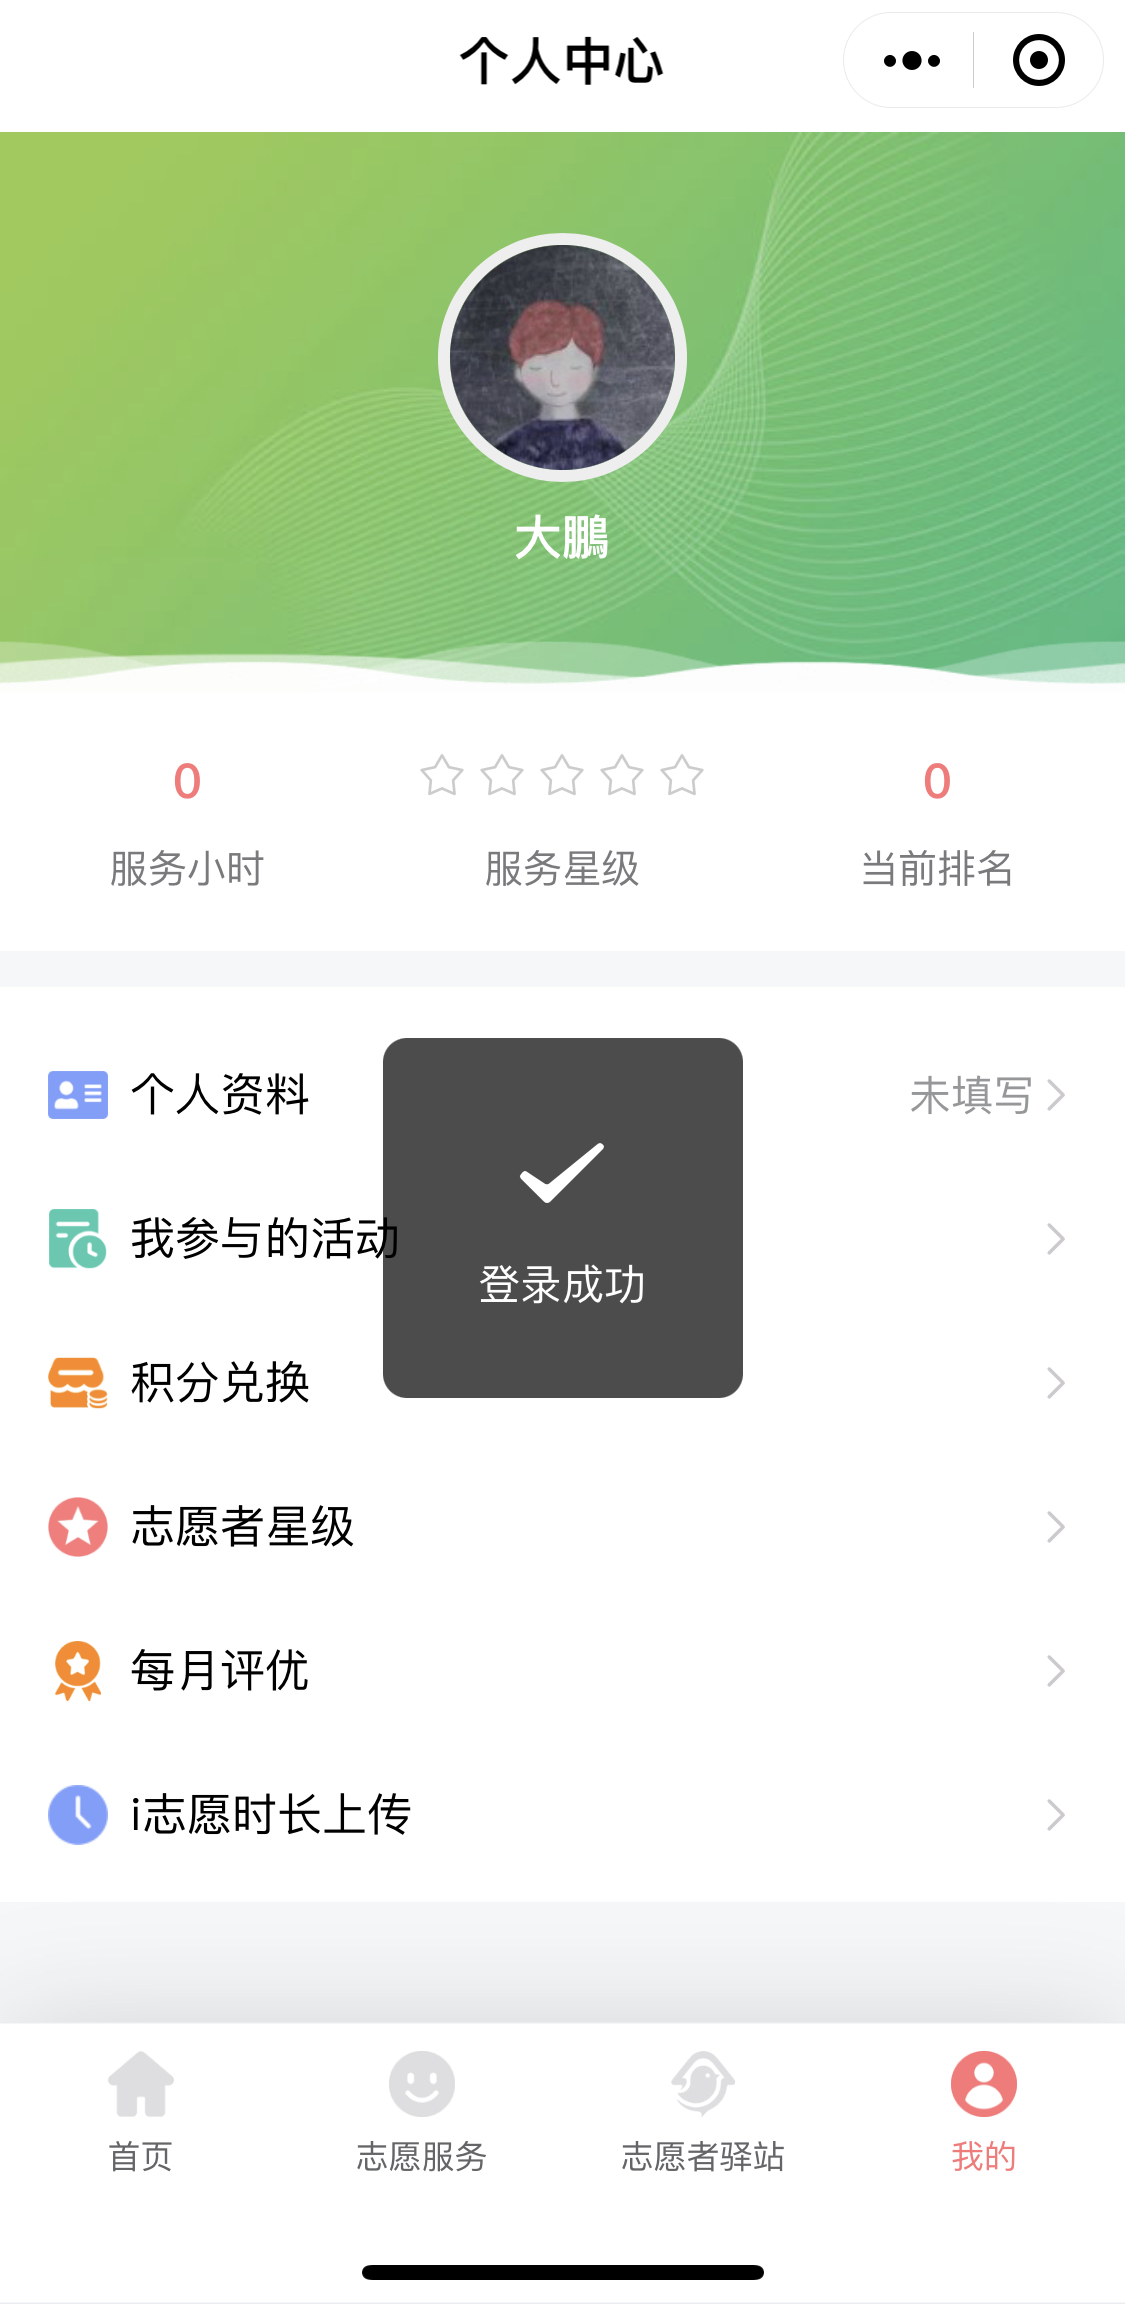 个人中心
大鵬
0
0
服务小时
服务星级
当前排名
个人资料
未填写
我参与的活动
登录成功
积分兑换
志愿者星级
每月评优
i志愿时长上传
首页
志愿服务
志愿者驿站
我的